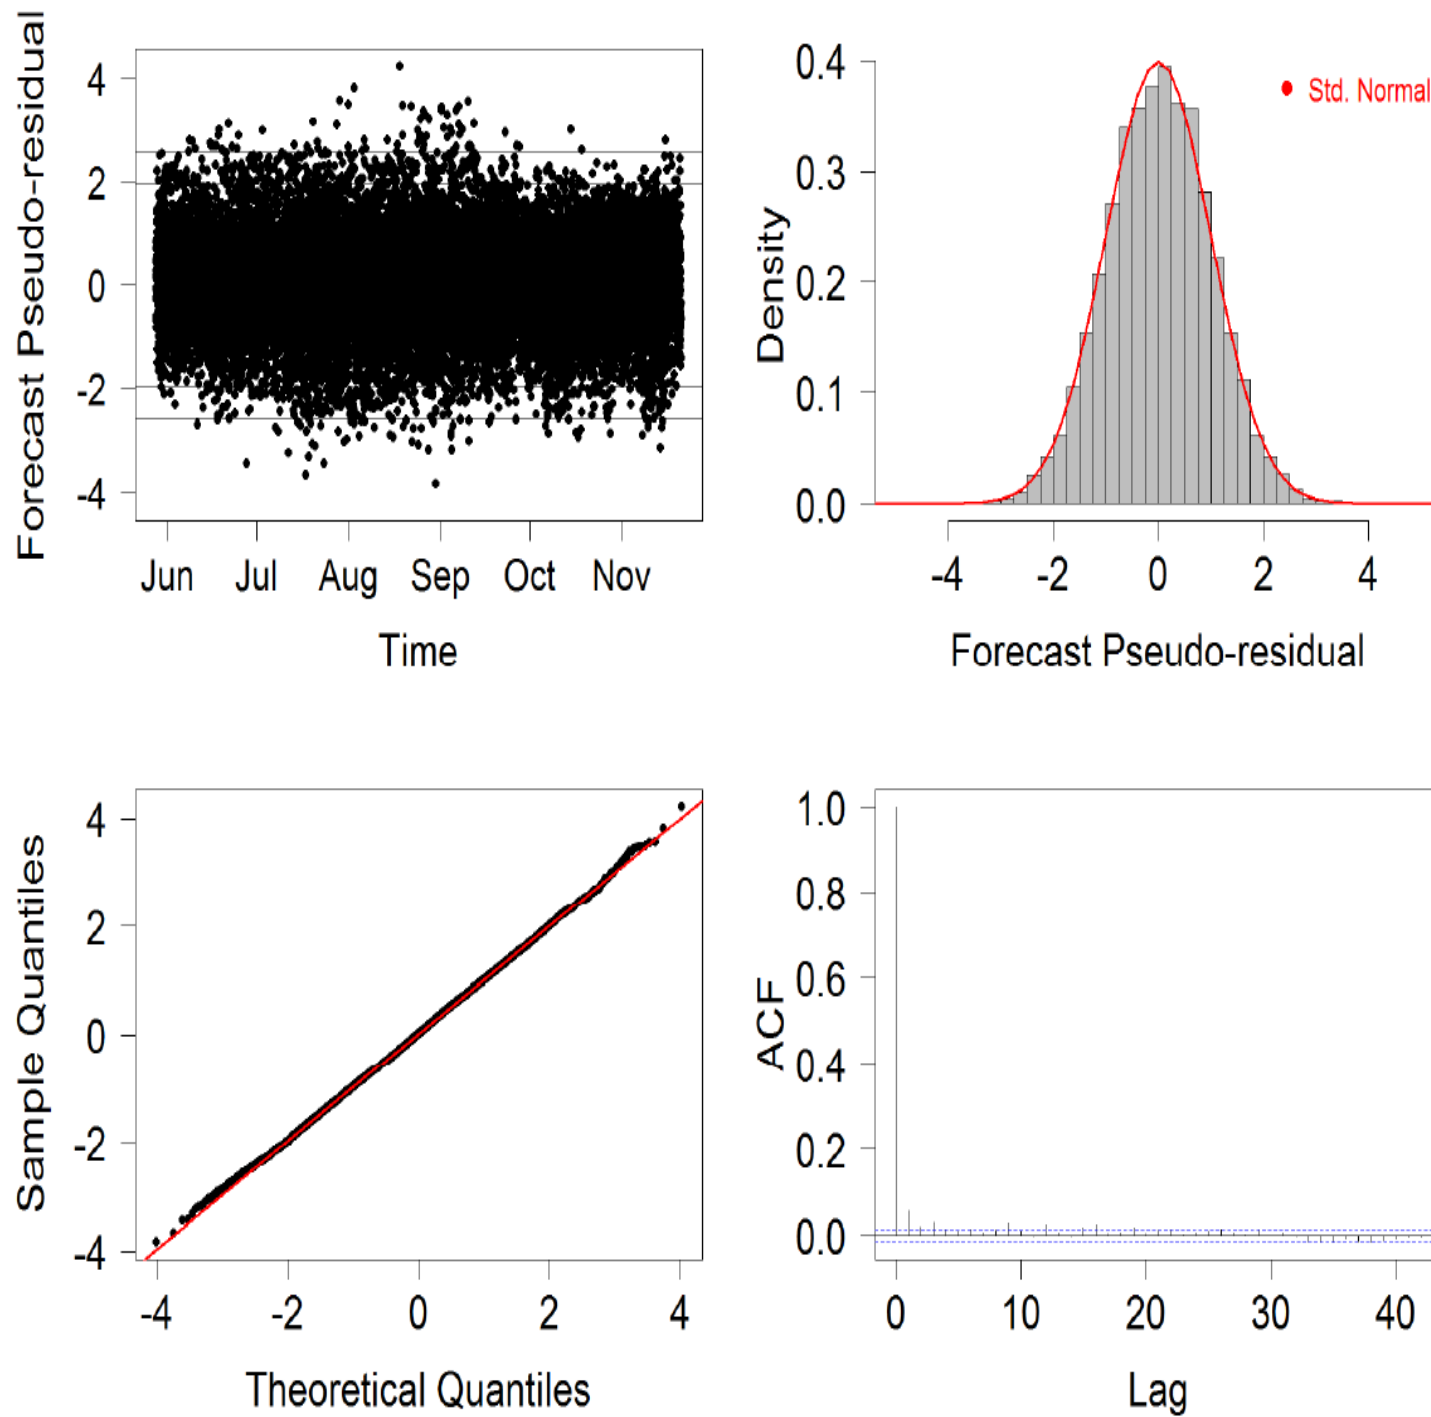 Forecast Pseudo-residual
4
2
0
-2
-4
Jun Jul Aug Sep Oct Nov
Time
Density
0.4
0.3
0.2
0.1
0.0
Std. Normal
-4 -2 0 2 4
Forecast Pseudo-residual
Sample Quantiles
4
2
0
-2
-4
-4 -2 0 2 4
Theoretical Quantiles
ACF
1.0
0.8
0.6
0.4
0.2
0.0
0 10 20 30 40
Lag